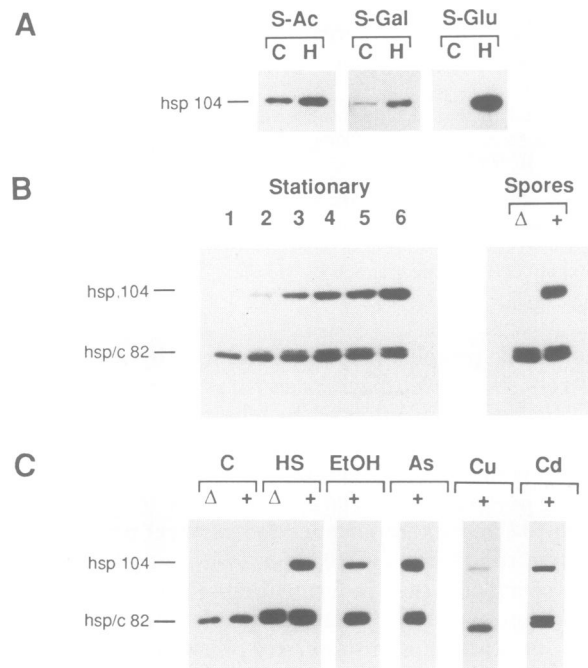 A
S-Ac S-Gal S-Glu
C H C H C H
hsp 104
B
Stationary Spores
1 2 3 4 5 6 Δ +
hsp.104
hsp/c 82
C
C HS EtOH As Cu Cd
Δ + Δ + + + + +
hsp 104
hsp/c 82